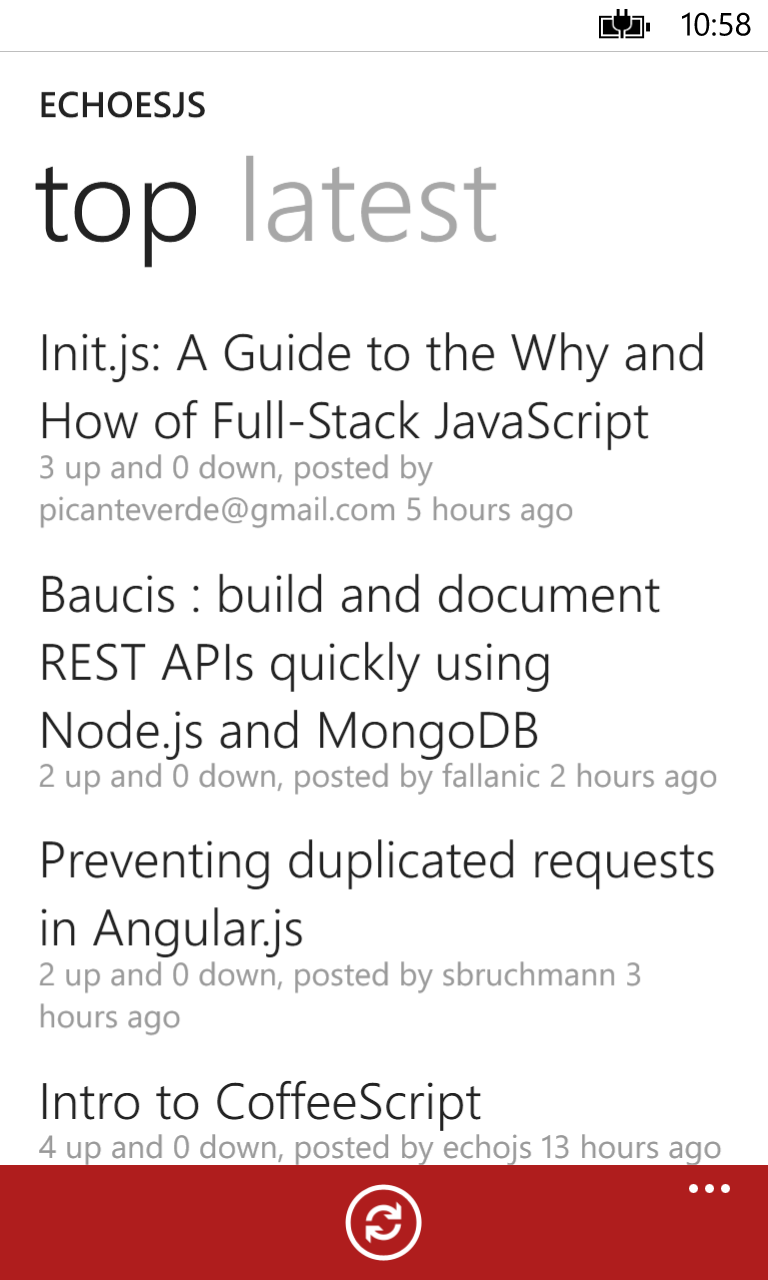 10:58
ECHOESJS
top latest
Init.js: A Guide to the Why and
How of Full-Stack JavaScript
3 up and 0 down, posted by
picanteverde@gmail.com 5 hours ago
Baucis : build and document
REST APIs quickly using
Node.js and MongoDB
2 up and 0 down, posted by fallanic 2 hours ago
Preventing duplicated requests
in Angular.js
2 up and 0 down, posted by sbruchmann 3
hours ago
Intro to CoffeeScript
4 up and 0 down, posted by echojs 13 hours ago